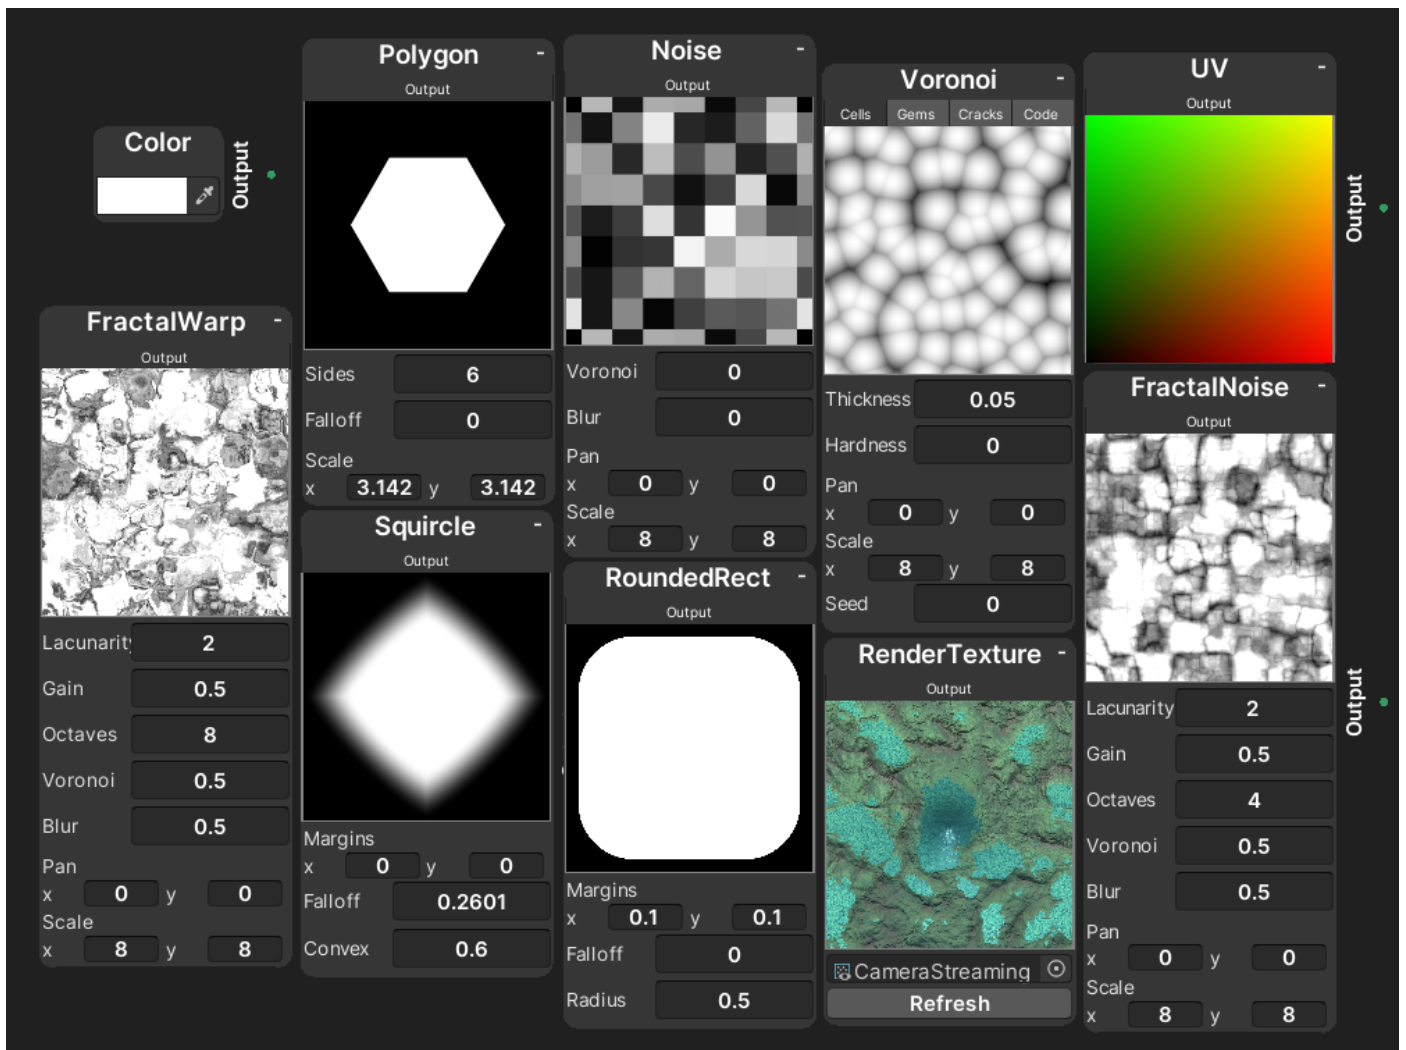 Color
Output
FractalWarp -
Output
Lacunarity 2
Gain 0.5
Octaves 8
Voronoi 0.5
Blur 0.5
Pan
x 0 y 0
Scale
x 8 y 8
Polygon -
Output
Sides 6
Falloff 0
Scale
x 3.142 y 3.142
Squircle -
Output
Margins
x 0 y 0
Falloff 0.2601
Convex 0.6
Noise -
Output
Voronoi 0
Blur 0
Pan
x 0 y 0
Scale
x 8 y 8
RoundedRect -
Output
Margins
x 0.1 y 0.1
Falloff 0
Radius 0.5
Voronoi -
Cells Gems Cracks Code
Thickness 0.05
Hardness 0
Pan
x 0 y 0
Scale
x 8 y 8
Seed 0
RenderTexture -
Output
CameraStreaming
Refresh
UV -
Output
Output
FractalNoise -
Output
Lacunarity 2
Gain 0.5
Octaves 4
Voronoi 0.5
Blur 0.5
Pan
x 0 y 0
Scale
x 8 y 8
Output